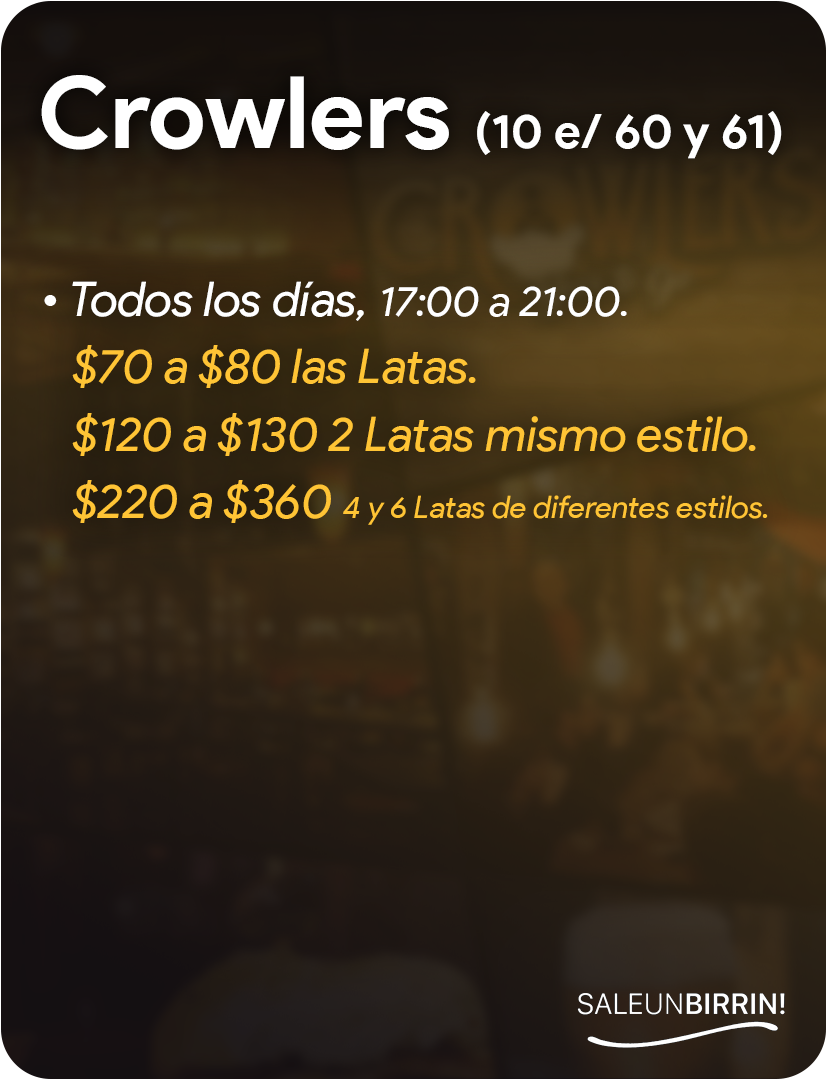 Crowlers (10 e/ 60 y 61)
• Todos los días, 17:00 a 21:00.
$70 a $80 las Latas.
$120 a $130 2 Latas mismo estilo.
$220 a $360 4 y 6 Latas de diferentes estilos.
SALEUNBIRRIN!